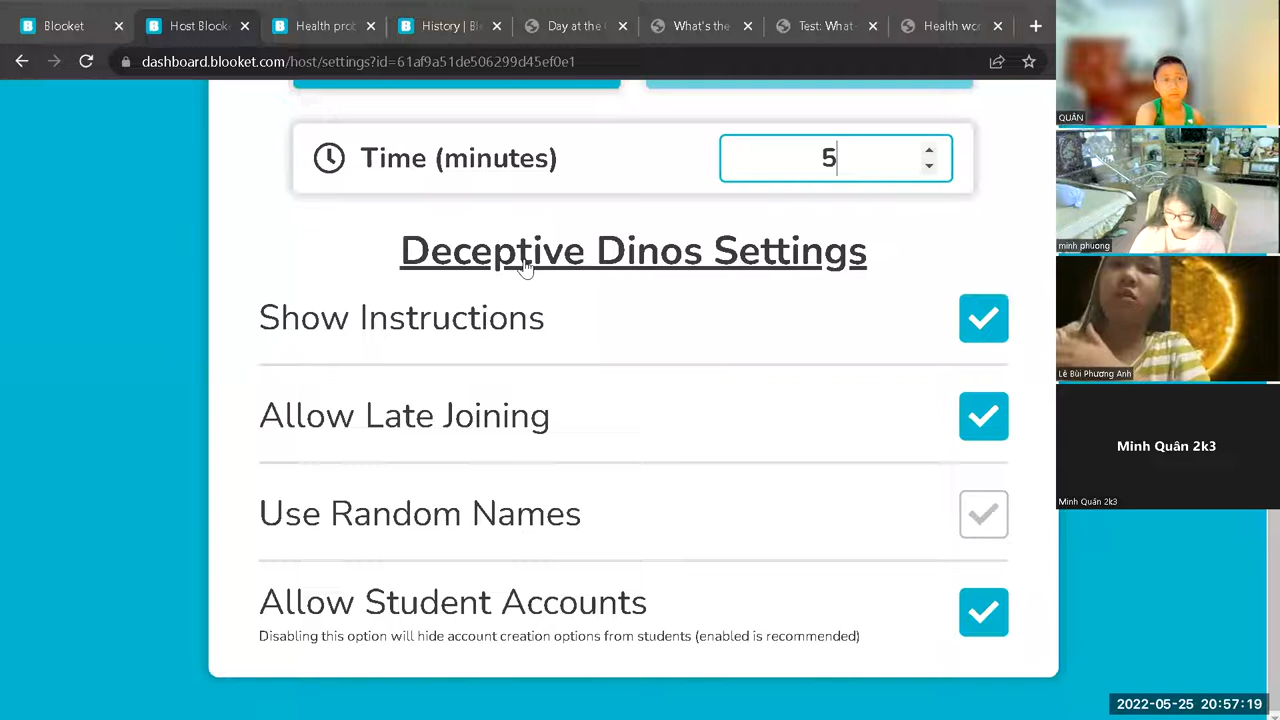 Blooket
Host Blooke
Health pro
History | Bl
Day at the
What's the
Test: What-
Health wo
dashboard.blooket.com/host/settings?id=61af9a51de506299d45ef0e1
Time (minutes)
5
Deceptive Dinos Settings
Show Instructions
Allow Late Joining
Use Random Names
Allow Student Accounts
Disabling this option will hide account creation options from students (enabled is recommended)
QUÂN
minh phuong
Lê Bùi Phương Anh
Minh Quân 2k3
Minh Quân 2k3
2022-05-25 20:57:19